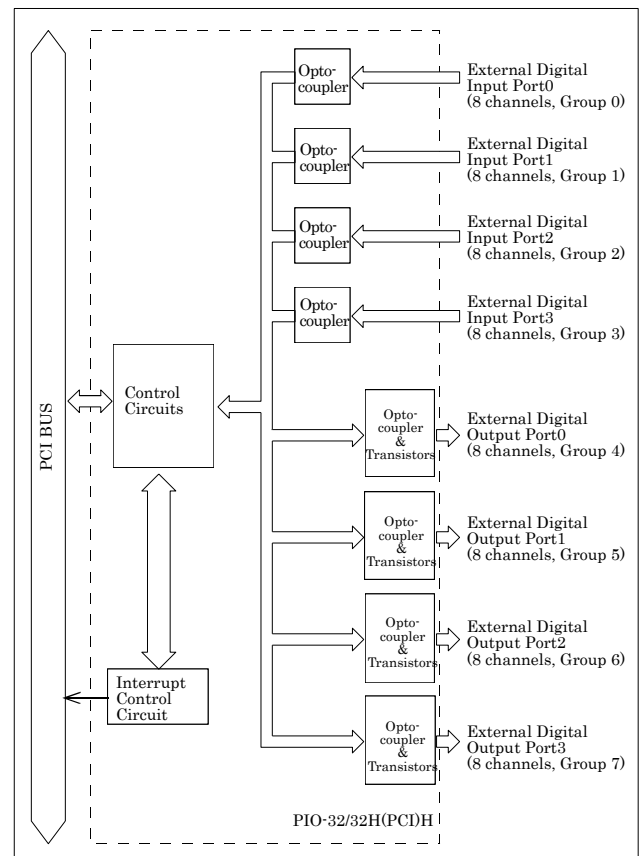 Opto-
coupler
External Digital
Input Port0
(8 channels, Group 0)
Opto-
coupler
External Digital
Input Port1
(8 channels, Group 1)
Opto-
coupler
External Digital
Input Port2
(8 channels, Group 2)
Opto-
coupler
External Digital
Input Port3
(8 channels, Group 3)
PCI BUS
Control
Circuits
Opto-
coupler
&
Transistors
External Digital
Output Port0
(8 channels, Group 4)
Opto-
coupler
&
Transistors
External Digital
Output Port1
(8 channels, Group 5)
Opto-
coupler
&
Transistors
External Digital
Output Port2
(8 channels, Group 6)
Interrupt
Control
Circuit
Opto-
coupler
&
Transistors
External Digital
Output Port3
(8 channels, Group 7)
PIO-32/32H(PCI)H